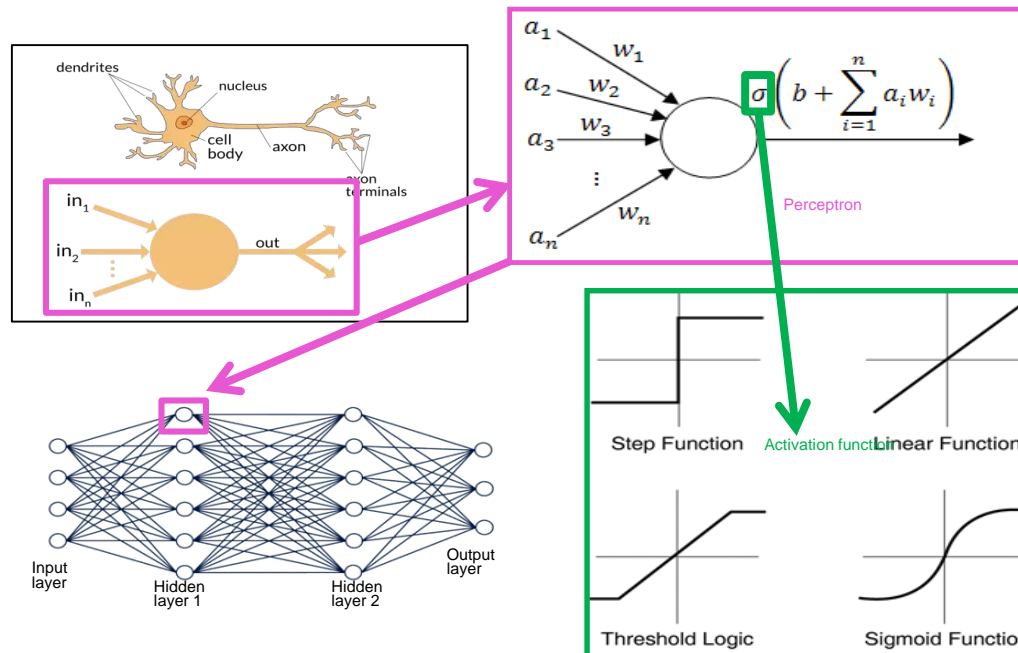 dendrites
nucleus
cell
body
axon
axon
terminals
in1
in2
inn
out
a1
a2
a3
⋮
an
w1
w2
w3
wn
σ(b + ∑_{i=1}^{n} a_i w_i)
Perceptron
Step Function
Activation function
Linear Function
Threshold Logic
Sigmoid Functio
Input
layer
Hidden
layer 1
Hidden
layer 2
Output
layer